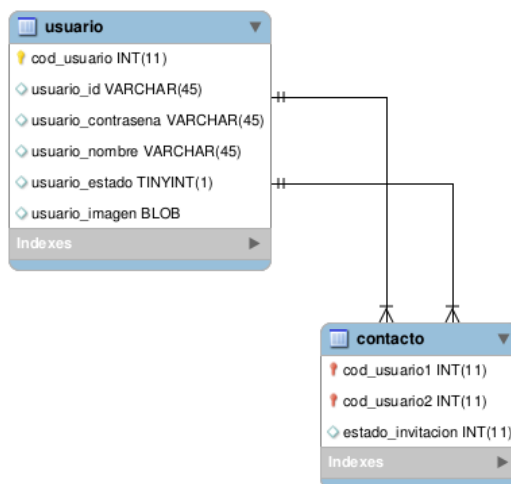 usuario
cod_usuario INT(11)
usuario_id VARCHAR(45)
usuario_contrasena VARCHAR(45)
usuario_nombre VARCHAR(45)
usuario_estado TINYINT(1)
usuario_imagen BLOB
Indexes
contacto
cod_usuario1 INT(11)
cod_usuario2 INT(11)
estado_invitacion INT(11)
Indexes